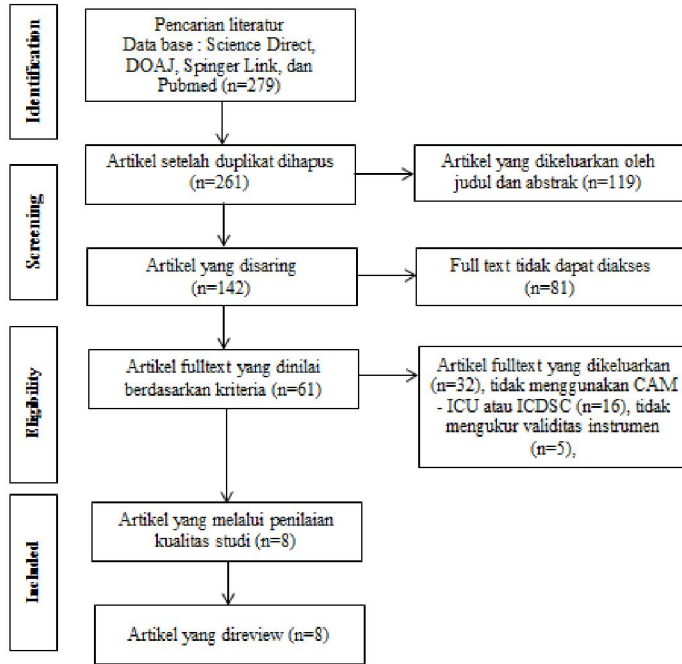 Identification
Pencarian literatur
Data base : Science Direct,
DOAJ, Spinger Link, dan
Pubmed (n=279)
Screening
Artikel setelah duplikat dihapus
(n=261)
Artikel yang dikeluarkan oleh
judul dan abstrak (n=119)
Artikel yang disaring
(n=142)
Full text tidak dapat diakses
(n=81)
Eligibility
Artikel fulltext yang dinilai
berdasarkan kriteria (n=61)
Artikel fulltext yang dikeluarkan
(n=32), tidak menggunakan CAM
- ICU atau ICDSC (n=16), tidak
mengukur validitas instrumen
(n=5),
Included
Artikel yang melalui penilaian
kualitas studi (n=8)
Artikel yang direview (n=8)